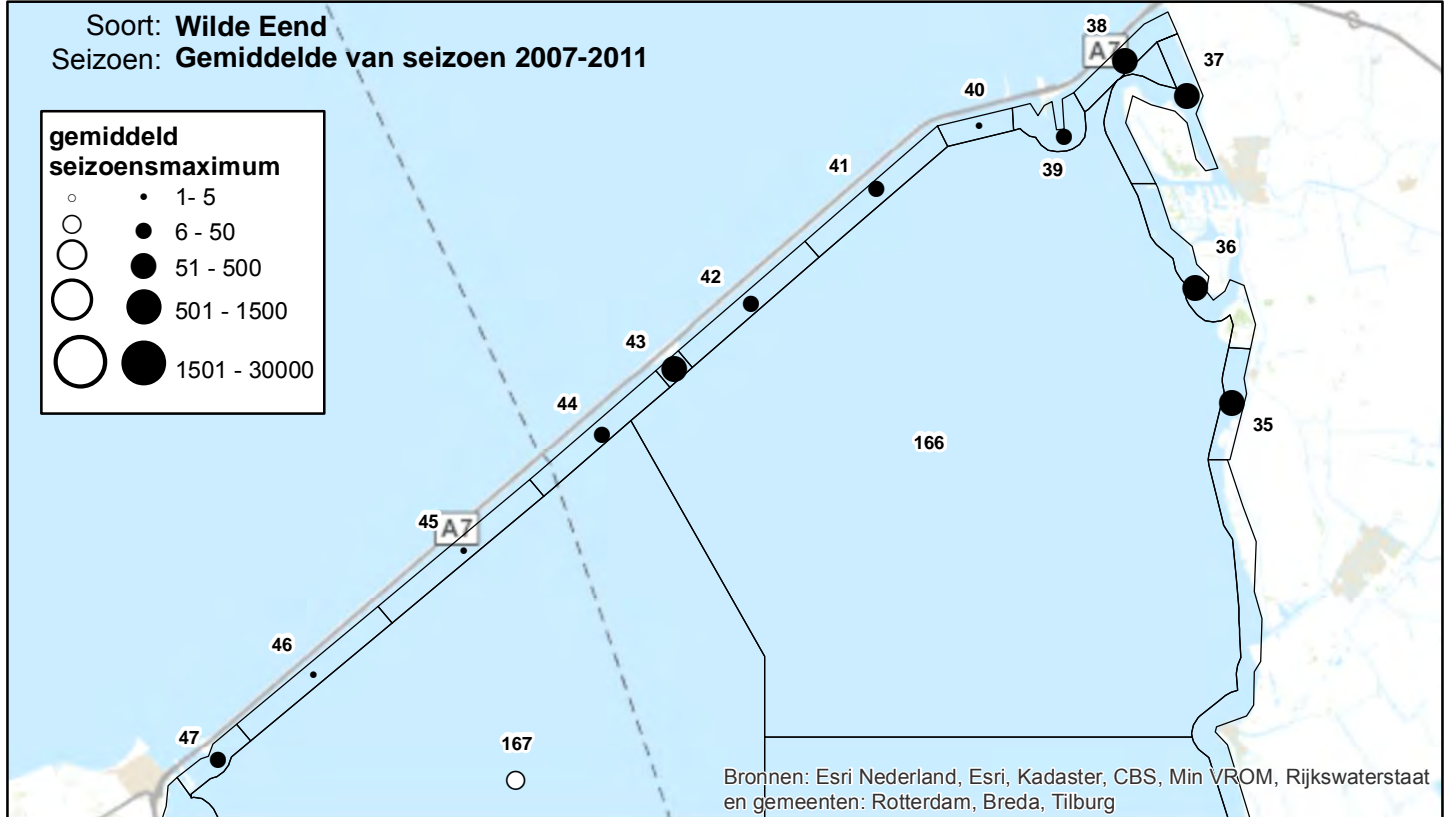 Soort: Wilde Eend
Seizoen: Gemiddelde van seizoen 2007-2011
gemiddeld
seizoensmaximum
1- 5
6 - 50
51 - 500
501 - 1500
1501 - 30000
38
A7
37
40
39
41
36
42
43
35
44
166
45
A7
46
47
167
Bronnen: Esri Nederland, Esri, Kadaster, CBS, Min VROM, Rijkswaterstaat
en gemeenten: Rotterdam, Breda, Tilburg